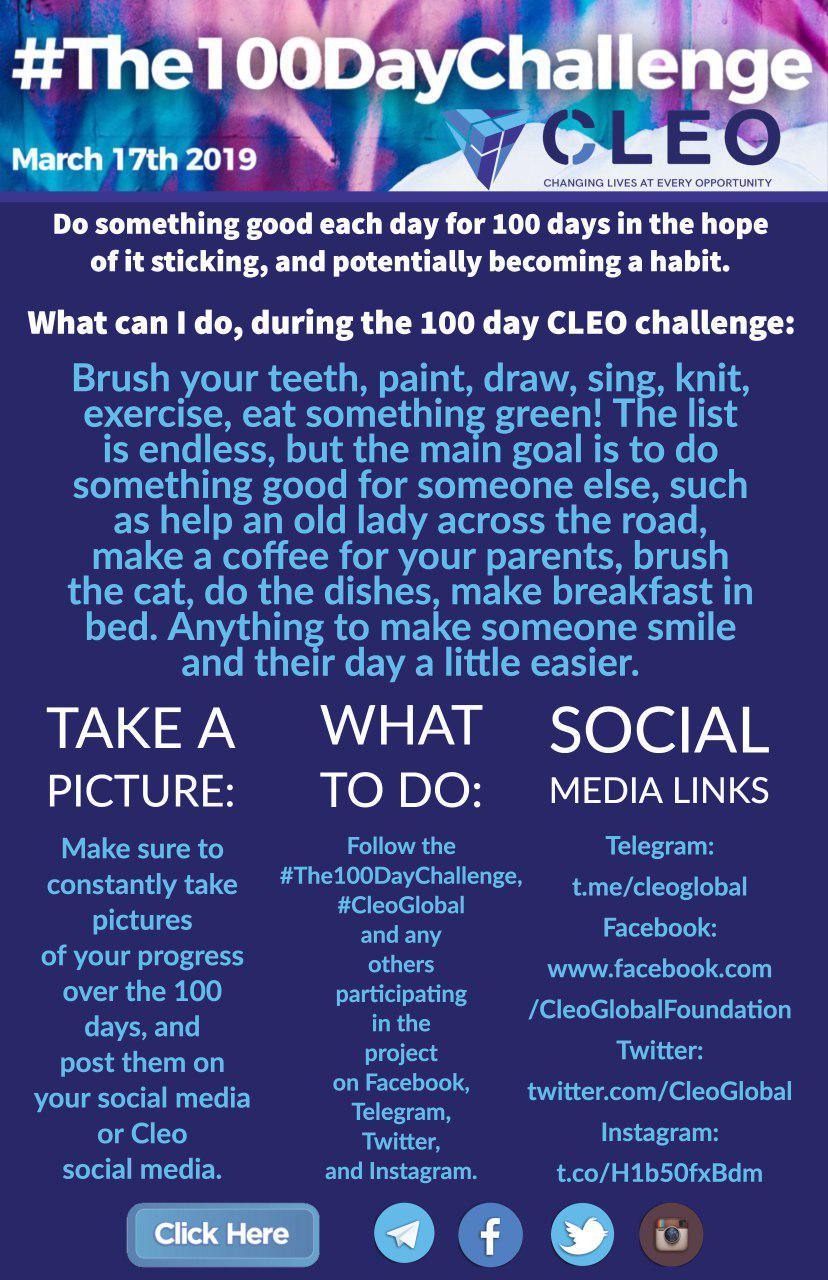 #The100DayChallenge
March 17th 2019
CLEO
CHANGING LIVES AT EVERY OPPORTUNITY
Do something good each day for 100 days in the hope
of it sticking, and potentially becoming a habit.
What can I do, during the 100 day CLEO challenge:
Brush your teeth, paint, draw, sing, knit,
exercise, eat something green! The list
is endless, but the main goal is to do
something good for someone else, such
as help an old lady across the road,
make a coffee for your parents, brush
the cat, do the dishes, make breakfast in
bed. Anything to make someone smile
and their day a little easier.
TAKE A
PICTURE:
Make sure to
constantly take
pictures
of your progress
over the 100
days, and
post them on
your social media
or Cleo
social media.
WHAT
TO DO:
Follow the
#The100DayChallenge,
#CleoGlobal
and any
others
participating
in the
project
on Facebook,
Telegram,
Twitter,
and Instagram.
SOCIAL
MEDIA LINKS
Telegram:
t.me/cleoglobal
Facebook:
www.facebook.com
/CleoGlobalFoundation
Twitter:
twitter.com/CleoGlobal
Instagram:
t.co/H1b50fxBdm
Click Here